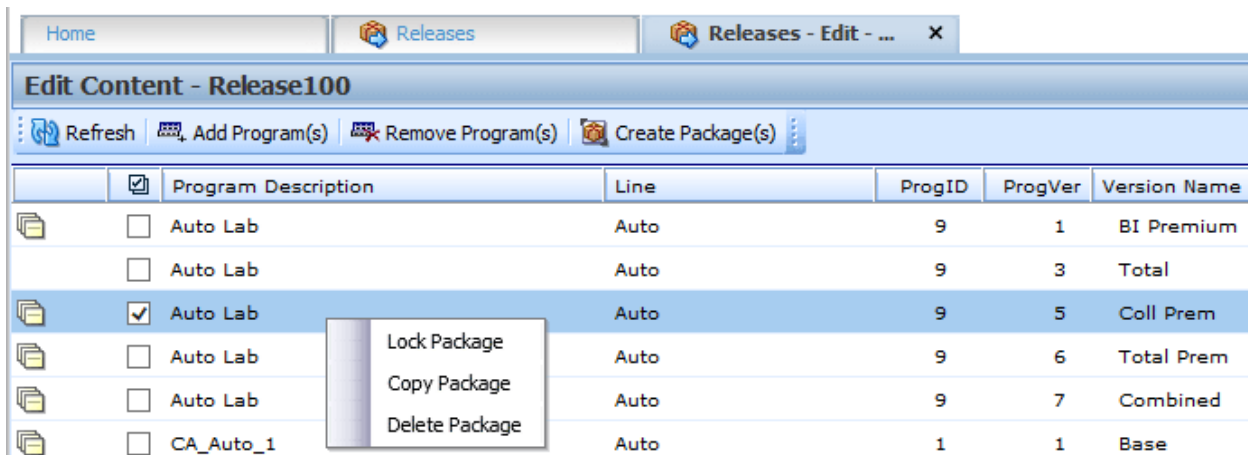 Home Releases Releases - Edit - ... ×
Edit Content - Release100
Refresh Add Program(s) Remove Program(s) Create Package(s)
Program Description Line ProgID ProgVer Version Name
Auto Lab Auto 9 1 BI Premium
Auto Lab Auto 9 3 Total
Auto Lab Auto 9 5 Coll Prem
Lock Package
Auto Lab Auto 9 6 Total Prem
Copy Package
Auto Lab Auto 9 7 Combined
Delete Package
CA_Auto_1 Auto 1 1 Base